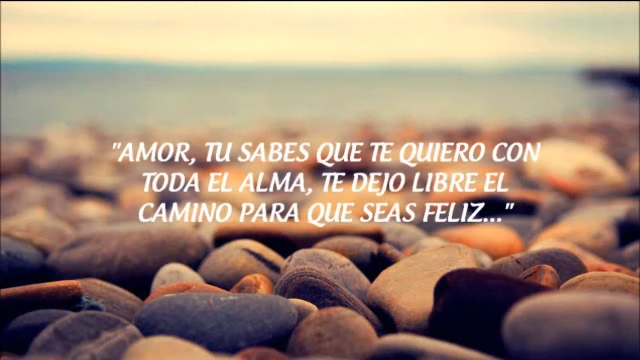 "AMOR, TU SABES QUE TE QUIERO CON
TODA EL ALMA, TE DEJO LIBRE EL
CAMINO PARA QUE SEAS FELIZ..."